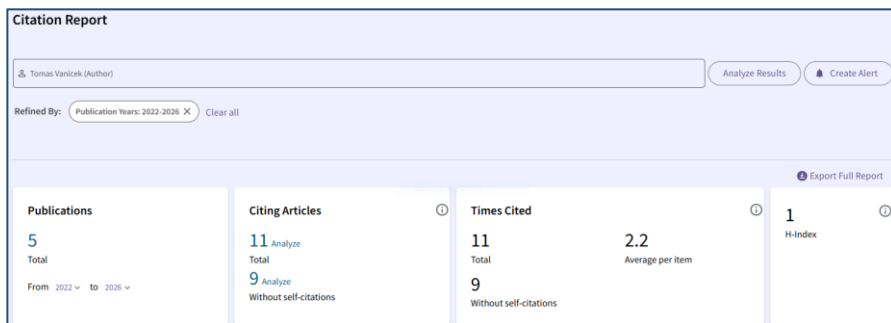 Citation Report
Tomas Vanicek (Author)
Analyze Results
Create Alert
Refined By: Publication Years: 2022-2026 Clear all
Export Full Report
Publications
5
Total
From 2022 to 2026
Citing Articles
11 Analyze
Total
9 Analyze
Without self-citations
Times Cited
11
Total
9
Without self-citations
2.2
Average per item
1
H-Index